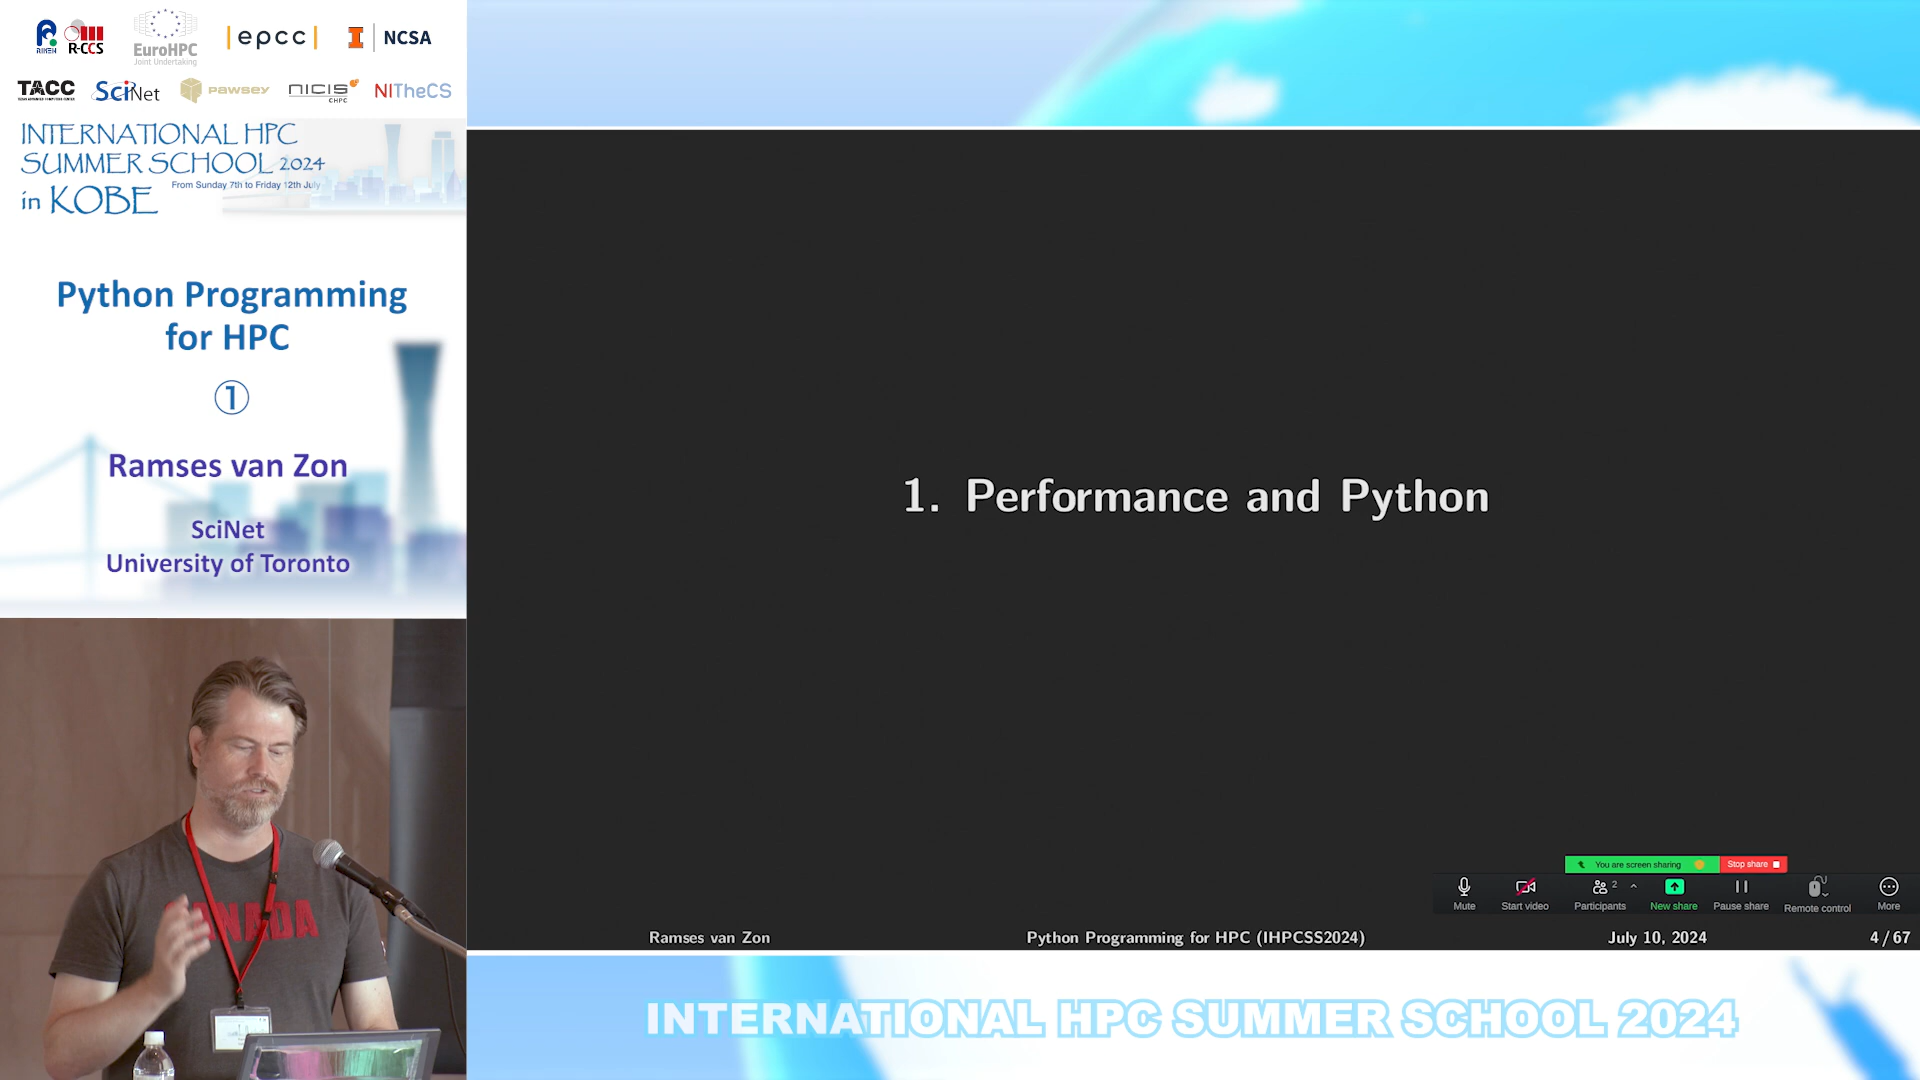 RIKEN
R-CCS
EuroHPC
Joint Undertaking
epcc
NCSA
TACC
SciNet
PAWSEY
NICIS
CHPC
NITheCS
INTERNATIONAL HPC
SUMMER SCHOOL 2024
From Sunday 7th to Friday 12th July
in KOBE
Python Programming
for HPC
①
Ramses van Zon
SciNet
University of Toronto
CANADA
1. Performance and Python
You are screen sharing
Stop share
2
Mute
Start video
Participants
New share
Pause share
Remote control
More
Ramses van Zon
Python Programming for HPC (IHPCSS2024)
July 10, 2024
4 / 67
INTERNATIONAL HPC SUMMER SCHOOL 2024